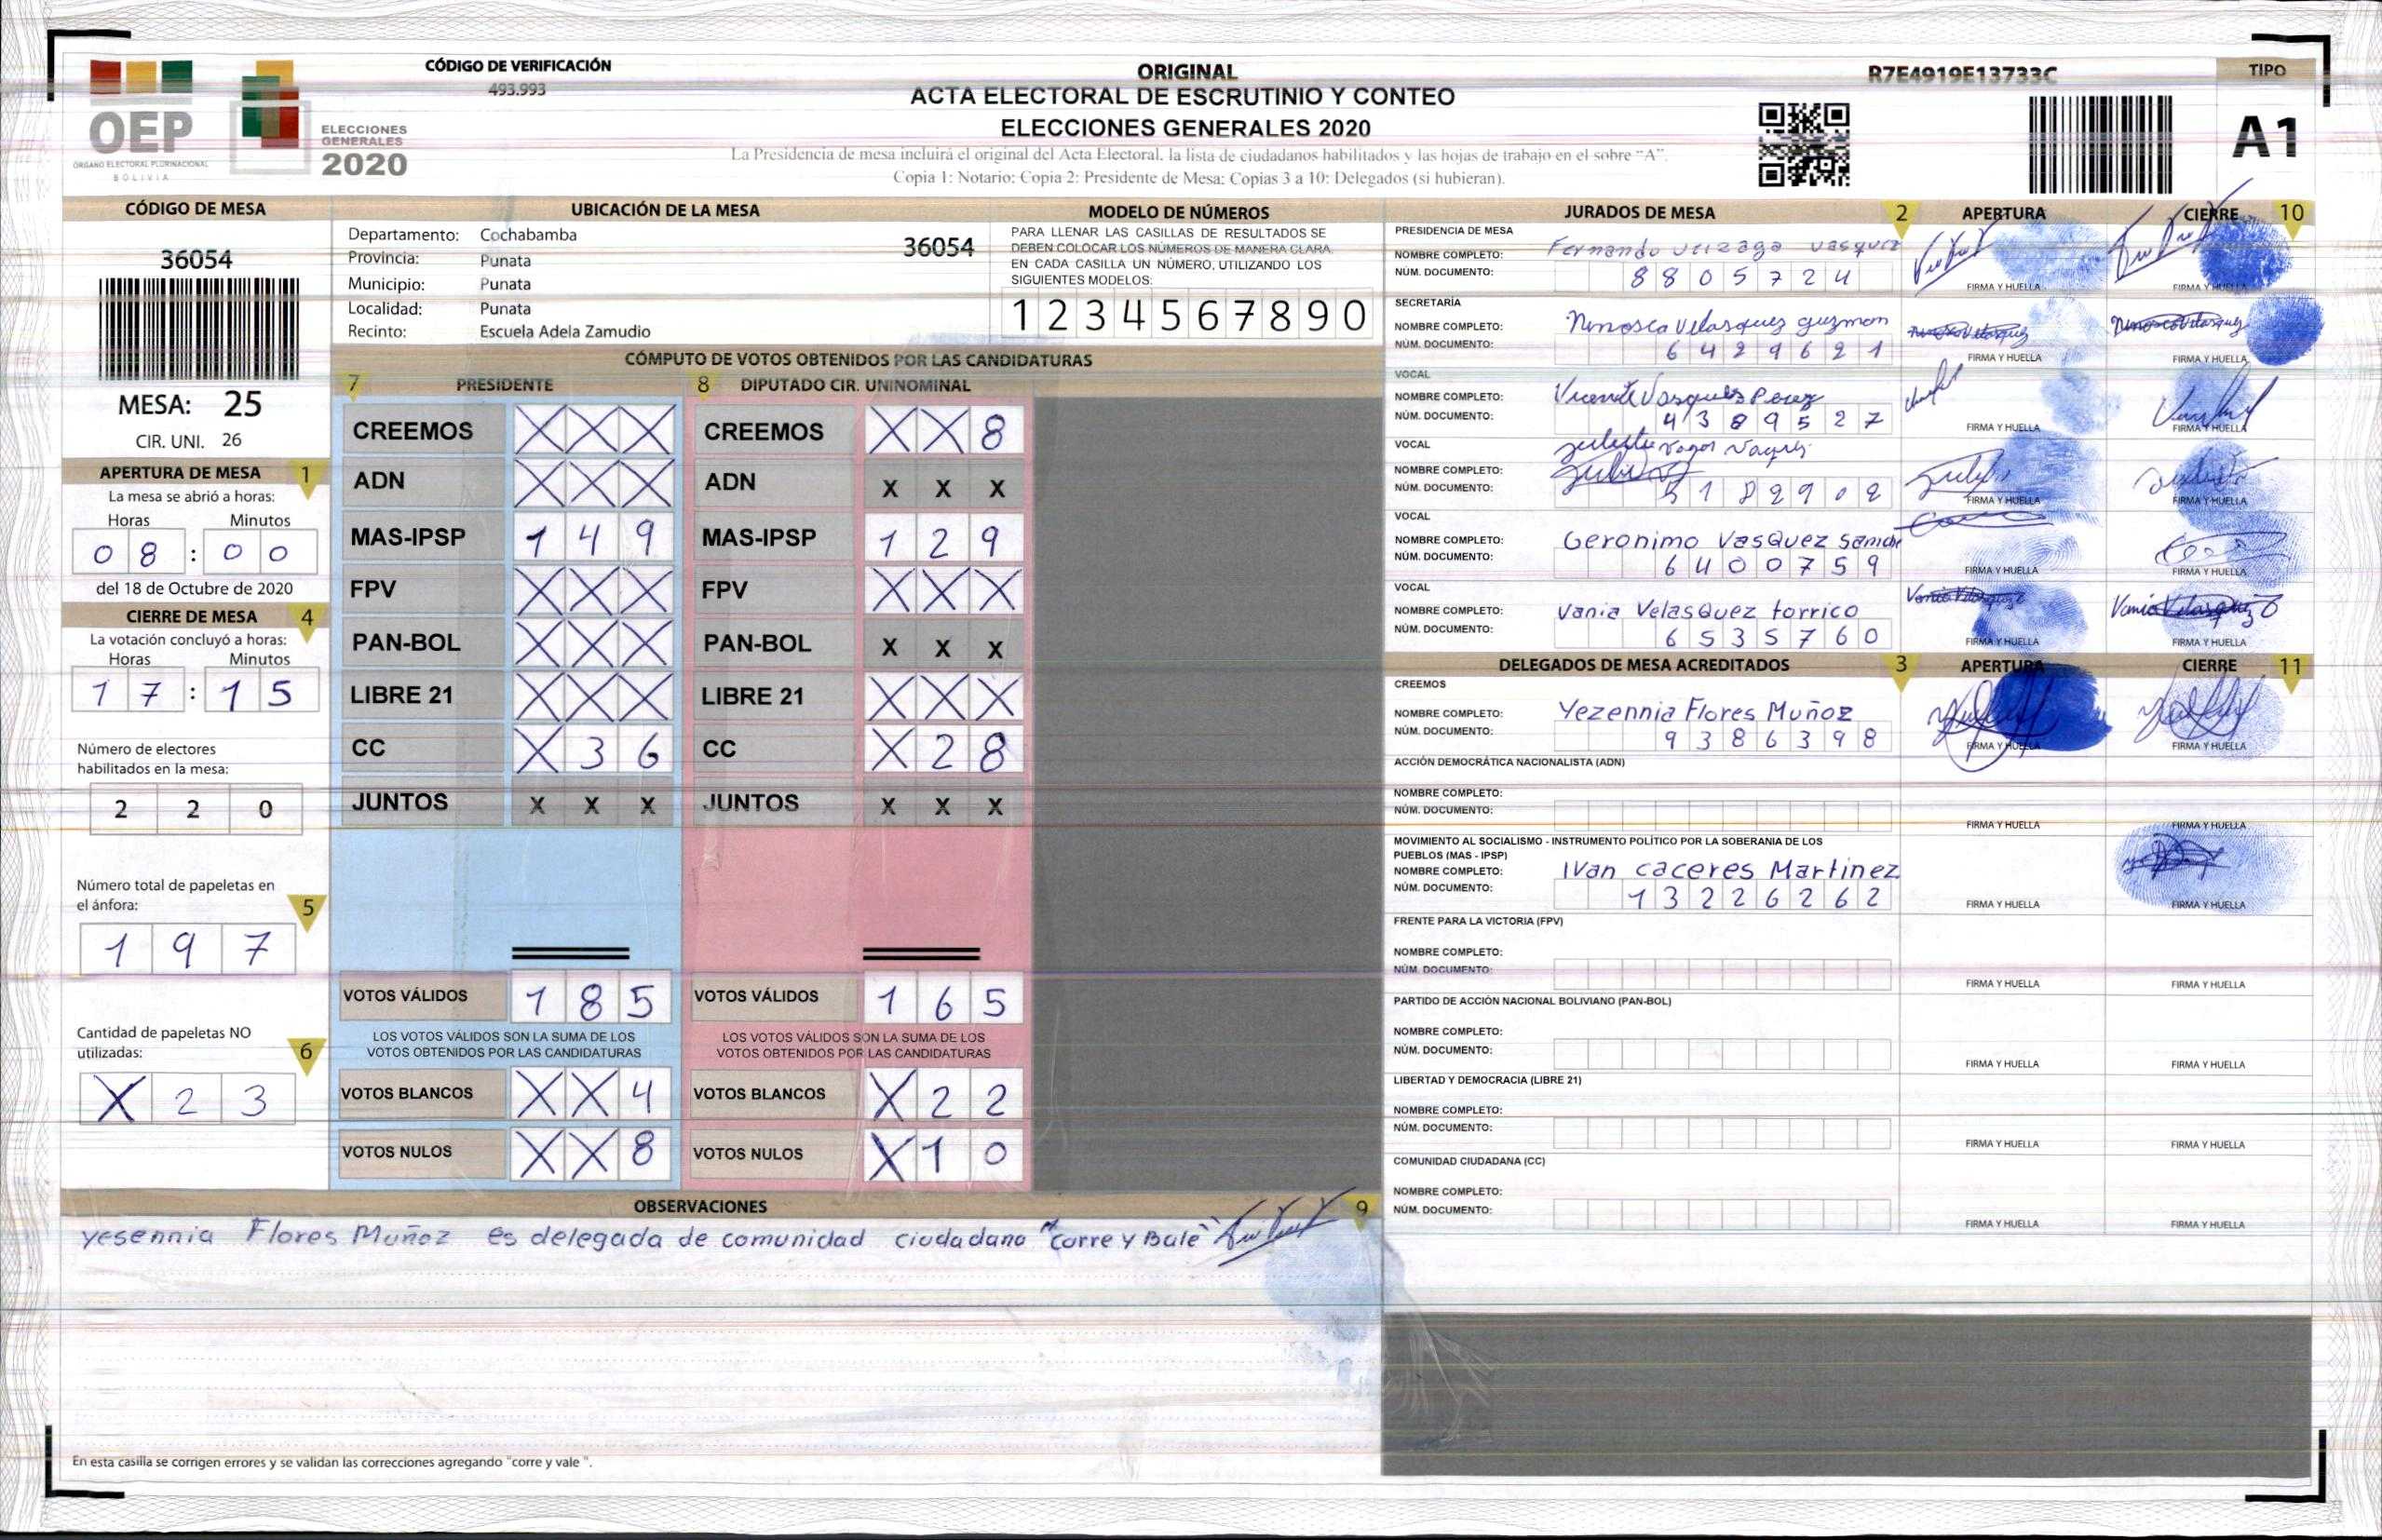 CÓDIGO DE VERIFICACIÓN
493.993
ORIGINAL
ACTA ELECTORAL DE ESCRUTINIO Y CONTEO
ELECCIONES GENERALES 2020
La Presidencia de mesa incluirá el original del Acta Electoral, la lista de ciudadanos habilitados y las hojas de trabajo en el sobre "A".
Copia 1: Notario; Copia 2: Presidente de Mesa; Copias 3 a 10: Delegados (si hubieran).
R7E4919E13733C
TIPO
A1
OEP
ÓRGANO ELECTORAL PLURINACIONAL
BOLIVIA
ELECCIONES
GENERALES
2020
CÓDIGO DE MESA
36054
MESA: 25
CIR. UNI. 26
APERTURA DE MESA 1
La mesa se abrió a horas:
Horas Minutos
0 8 : 0 0
del 18 de Octubre de 2020
CIERRE DE MESA 4
La votación concluyó a horas:
Horas Minutos
1 7 : 1 5
Número de electores
habilitados en la mesa:
2 2 0
Número total de papeletas en
el ánfora: 5
1 9 7
Cantidad de papeletas NO
utilizadas: 6
X 2 3
UBICACIÓN DE LA MESA
Departamento: Cochabamba
36054
Provincia: Punata
Municipio: Punata
Localidad: Punata
Recinto: Escuela Adela Zamudio
MODELO DE NÚMEROS
PARA LLENAR LAS CASILLAS DE RESULTADOS SE
DEBEN COLOCAR LOS NÚMEROS DE MANERA CLARA.
EN CADA CASILLA UN NÚMERO, UTILIZANDO LOS
SIGUIENTES MODELOS:
1 2 3 4 5 6 7 8 9 0
CÓMPUTO DE VOTOS OBTENIDOS POR LAS CANDIDATURAS
7 PRESIDENTE 8 DIPUTADO CIR. UNINOMINAL
CREEMOS X X X CREEMOS X X 8
ADN X X X ADN X X X
MAS-IPSP 1 4 9 MAS-IPSP 1 2 9
FPV X X X FPV X X X
PAN-BOL X X X PAN-BOL X X X
LIBRE 21 X X X LIBRE 21 X X X
CC X 3 6 CC X 2 8
JUNTOS X X X JUNTOS X X X
VOTOS VÁLIDOS 1 8 5 VOTOS VÁLIDOS 1 6 5
LOS VOTOS VÁLIDOS SON LA SUMA DE LOS LOS VOTOS VÁLIDOS SON LA SUMA DE LOS
VOTOS OBTENIDOS POR LAS CANDIDATURAS VOTOS OBTENIDOS POR LAS CANDIDATURAS
VOTOS BLANCOS X X 4 VOTOS BLANCOS X 2 2
VOTOS NULOS X X 8 VOTOS NULOS X 1 0
OBSERVACIONES 9
yesennia Flores Muñoz es delegada de comunidad ciudadana "corre y Bale"
En esta casilla se corrigen errores y se validan las correcciones agregando "corre y vale ".
JURADOS DE MESA 2 APERTURA CIERRE 10
PRESIDENCIA DE MESA
NOMBRE COMPLETO: Fernando Veizaga Vasquez
NÚM. DOCUMENTO: 8 8 0 5 7 2 4
FIRMA Y HUELLA FIRMA Y HUELLA
SECRETARÍA
NOMBRE COMPLETO: Ninosca Velasquez guzman
NÚM. DOCUMENTO: 6 4 2 9 6 2 1
FIRMA Y HUELLA FIRMA Y HUELLA
VOCAL
NOMBRE COMPLETO: Vicente Vasquez Perez
NÚM. DOCUMENTO: 4 3 8 9 5 2 7
FIRMA Y HUELLA FIRMA Y HUELLA
VOCAL
NOMBRE COMPLETO:
NÚM. DOCUMENTO:
FIRMA Y HUELLA FIRMA Y HUELLA
VOCAL
NOMBRE COMPLETO: Geronimo Vasquez
NÚM. DOCUMENTO: 6 4 0 0 7 5 9
FIRMA Y HUELLA FIRMA Y HUELLA
VOCAL
NOMBRE COMPLETO: Vania Velasquez torrico
NÚM. DOCUMENTO: 6 5 3 5 7 6 0
FIRMA Y HUELLA FIRMA Y HUELLA
DELEGADOS DE MESA ACREDITADOS 3 APERTURA CIERRE 11
CREEMOS
NOMBRE COMPLETO: Yezennia Flores Muñoz
NÚM. DOCUMENTO: 9 3 8 6 3 9 8
FIRMA Y HUELLA FIRMA Y HUELLA
ACCIÓN DEMOCRÁTICA NACIONALISTA (ADN)
NOMBRE COMPLETO:
NÚM. DOCUMENTO:
FIRMA Y HUELLA FIRMA Y HUELLA
MOVIMIENTO AL SOCIALISMO - INSTRUMENTO POLÍTICO POR LA SOBERANIA DE LOS
PUEBLOS (MAS - IPSP)
NOMBRE COMPLETO: Ivan caceres Martinez
NÚM. DOCUMENTO: 1 3 2 2 6 2 6 2
FIRMA Y HUELLA FIRMA Y HUELLA
FRENTE PARA LA VICTORIA (FPV)
NOMBRE COMPLETO:
NÚM. DOCUMENTO:
FIRMA Y HUELLA FIRMA Y HUELLA
PARTIDO DE ACCIÓN NACIONAL BOLIVIANO (PAN-BOL)
NOMBRE COMPLETO:
NÚM. DOCUMENTO:
FIRMA Y HUELLA FIRMA Y HUELLA
LIBERTAD Y DEMOCRACIA (LIBRE 21)
NOMBRE COMPLETO:
NÚM. DOCUMENTO:
FIRMA Y HUELLA FIRMA Y HUELLA
COMUNIDAD CIUDADANA (CC)
NOMBRE COMPLETO:
NÚM. DOCUMENTO:
FIRMA Y HUELLA FIRMA Y HUELLA